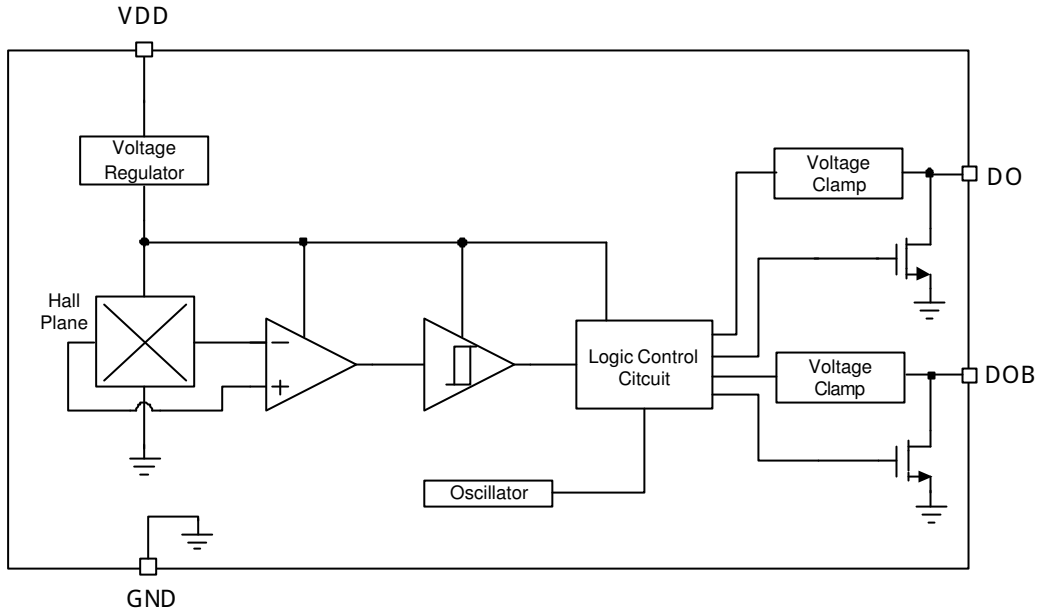 VDD
Voltage
Regulator
Voltage
Clamp
DO
Hall
Plane
−
+
Logic Control
Citcuit
Voltage
Clamp
DOB
Oscillator
GND